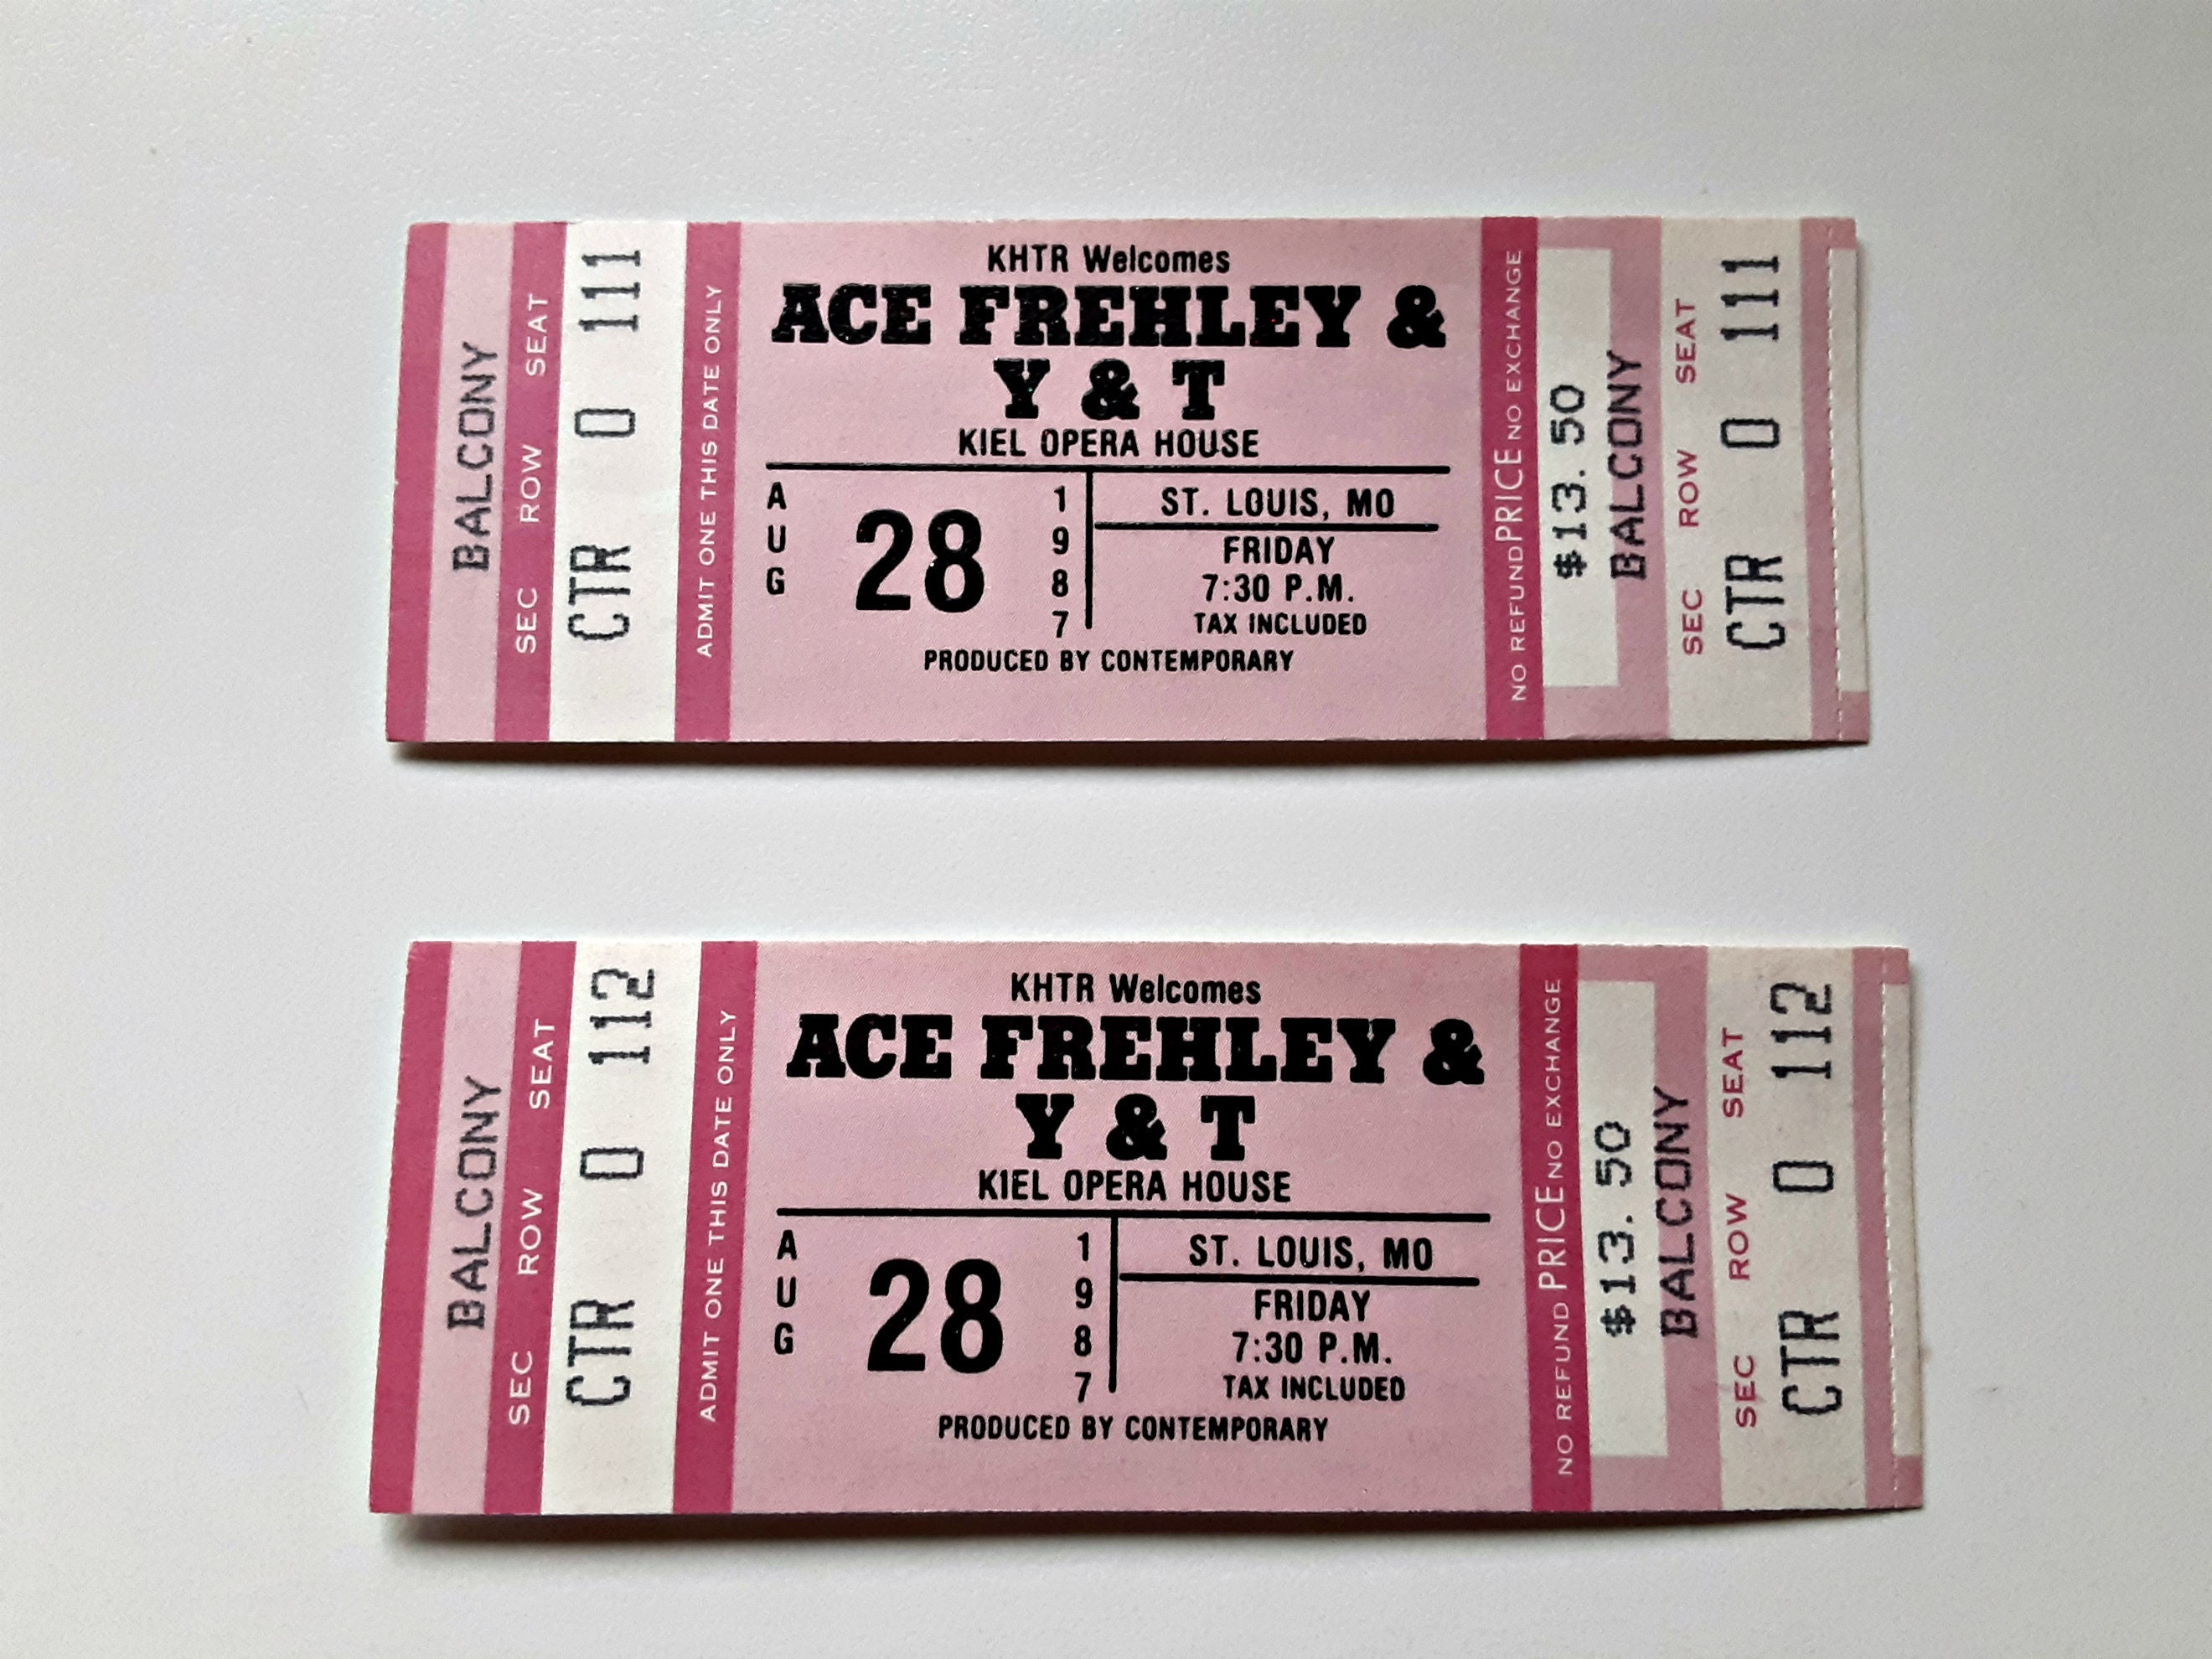 BALCONY
SEC ROW SEAT
CTR O 111
ADMIT ONE THIS DATE ONLY
KHTR Welcomes
ACE FREHLEY &
Y & T
KIEL OPERA HOUSE
AUG 28 1987
ST. LOUIS, MO
FRIDAY
7:30 P.M.
TAX INCLUDED
PRODUCED BY CONTEMPORARY
NO REFUND PRICE NO EXCHANGE
$13.50
BALCONY
SEC ROW SEAT
CTR O 111
BALCONY
SEC ROW SEAT
CTR O 112
ADMIT ONE THIS DATE ONLY
KHTR Welcomes
ACE FREHLEY &
Y & T
KIEL OPERA HOUSE
AUG 28 1987
ST. LOUIS, MO
FRIDAY
7:30 P.M.
TAX INCLUDED
PRODUCED BY CONTEMPORARY
NO REFUND PRICE NO EXCHANGE
$13.50
BALCONY
SEC ROW SEAT
CTR O 112